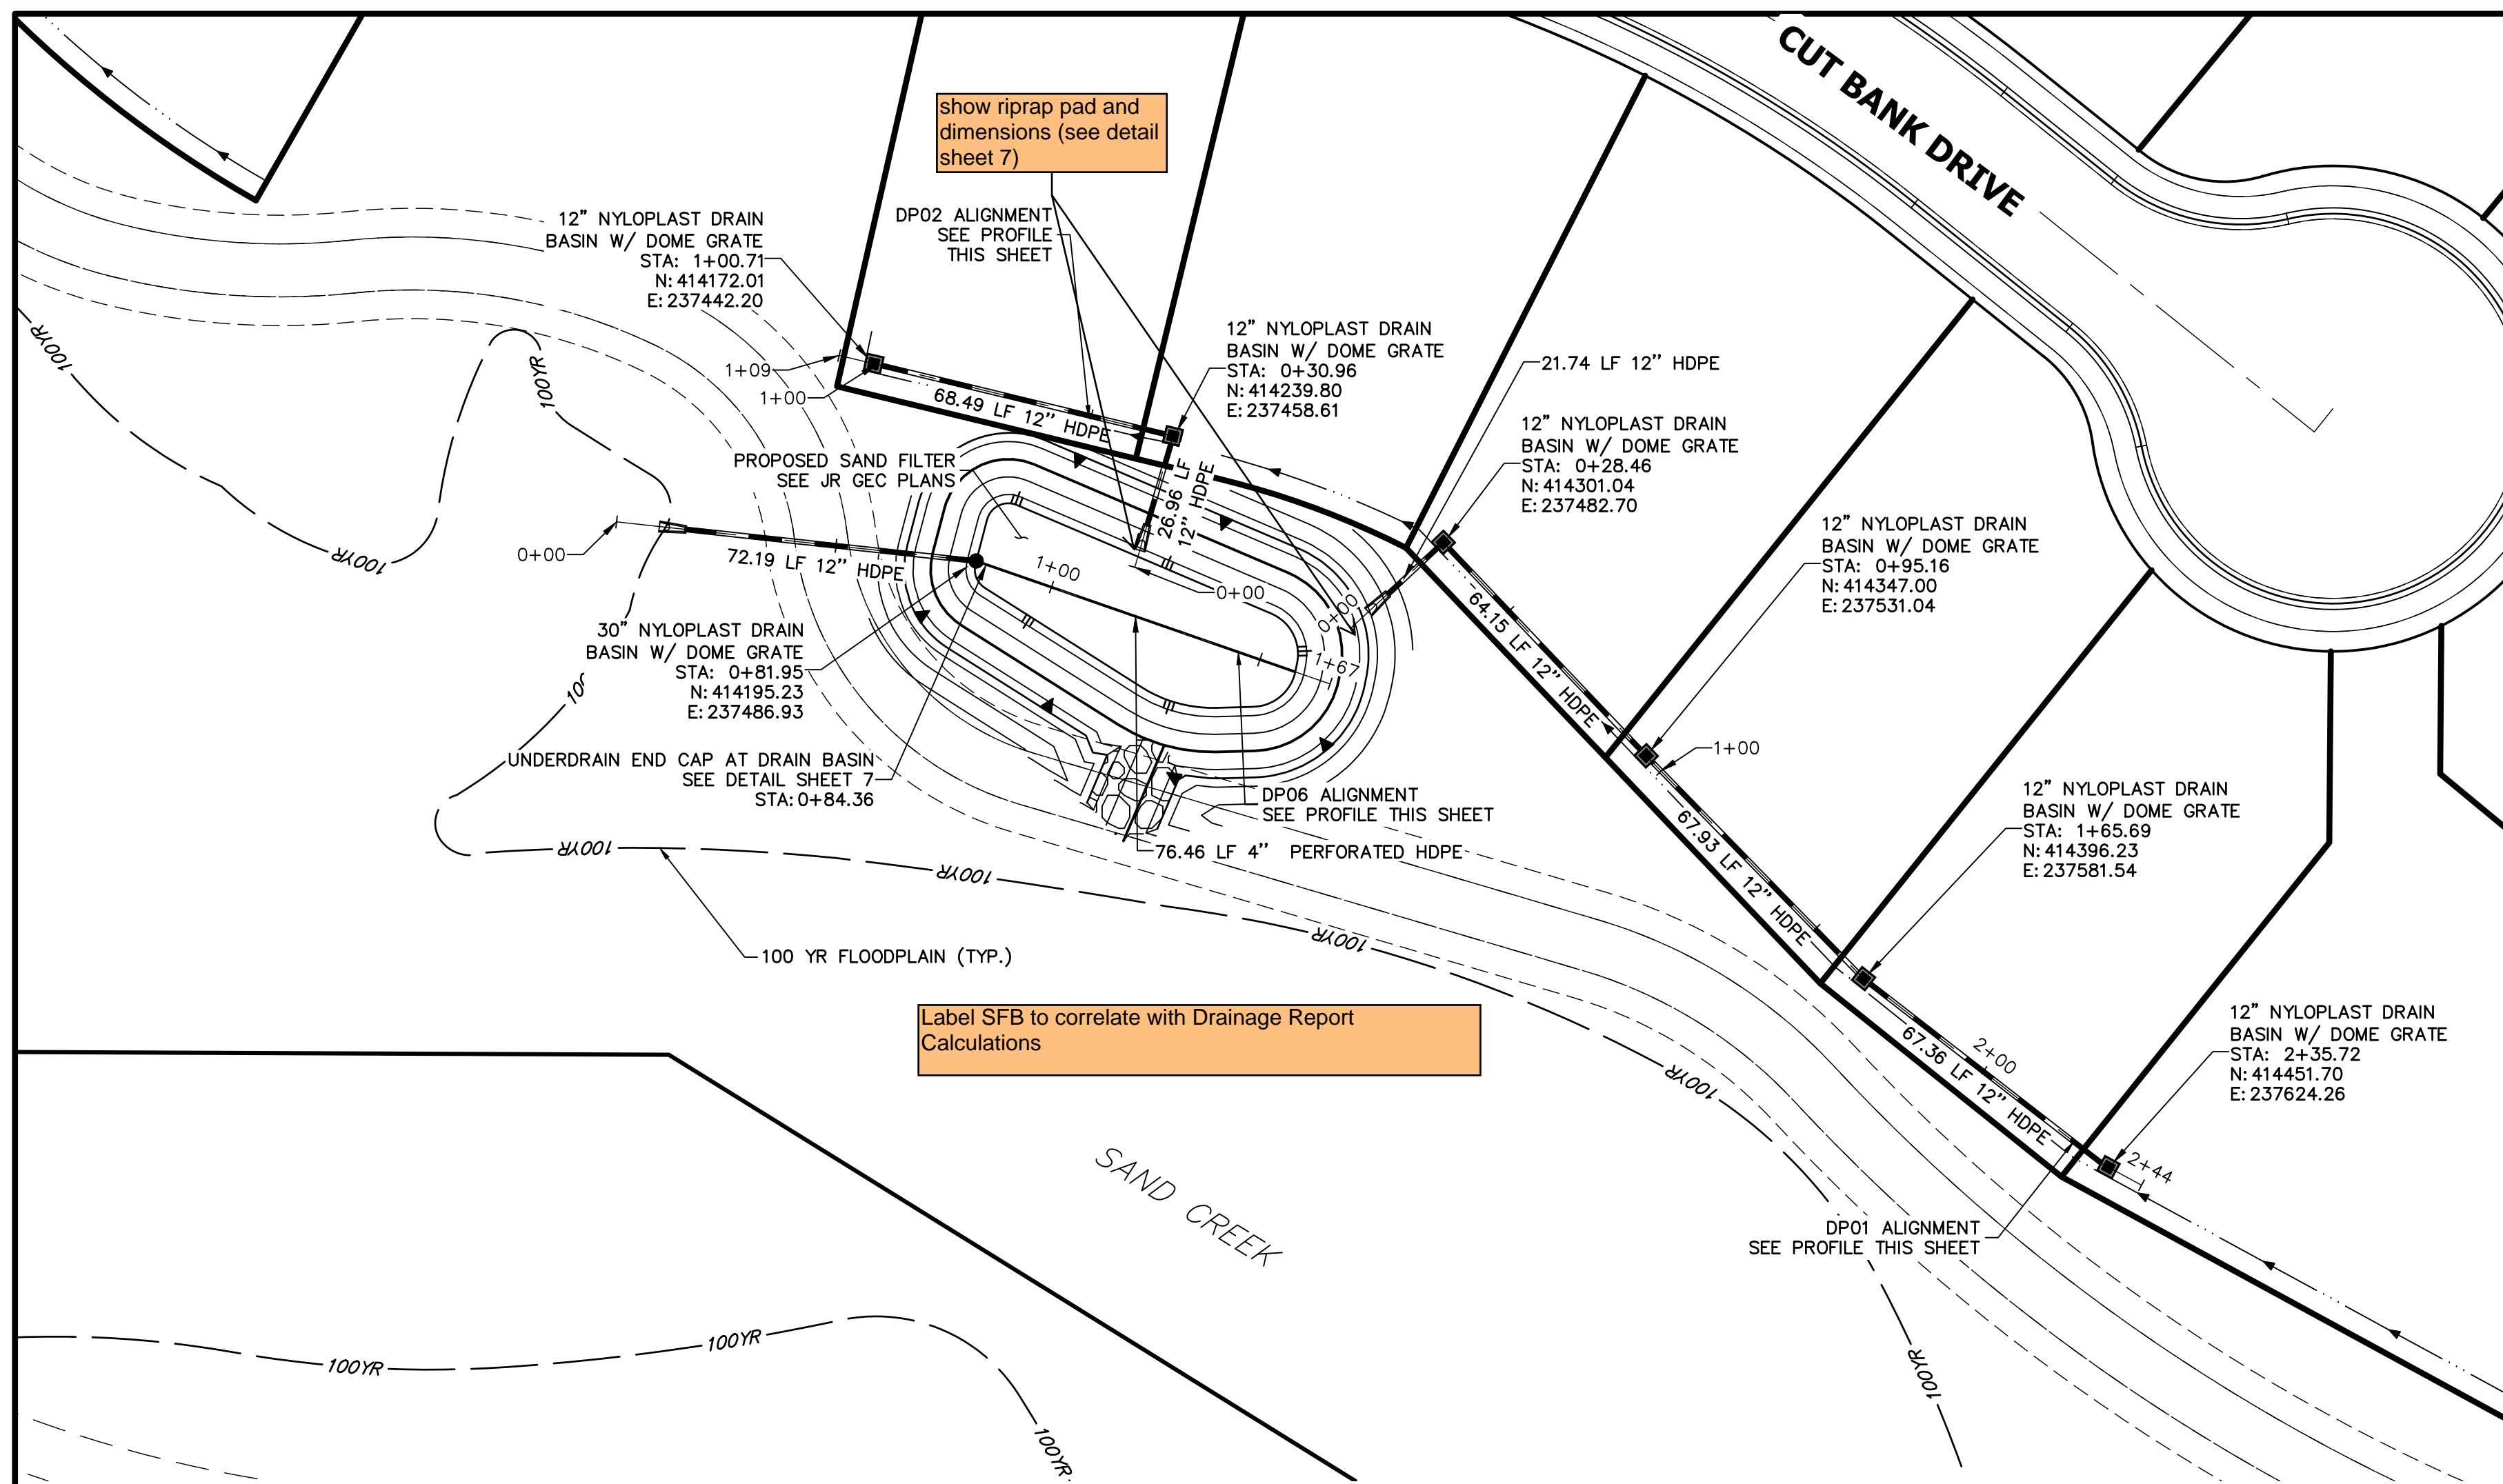 CUT BANK DRIVE
show riprap pad and
dimensions (see detail
sheet 7)
12" NYLOPLAST DRAIN
BASIN W/ DOME GRATE
STA: 1+00.71
N: 414172.01
E: 237442.20
DP02 ALIGNMENT
SEE PROFILE
THIS SHEET
12" NYLOPLAST DRAIN
BASIN W/ DOME GRATE
STA: 0+30.96
N: 414239.80
E: 237458.61
21.74 LF 12" HDPE
12" NYLOPLAST DRAIN
BASIN W/ DOME GRATE
STA: 0+28.46
N: 414301.04
E: 237482.70
12" NYLOPLAST DRAIN
BASIN W/ DOME GRATE
STA: 0+95.16
N: 414347.00
E: 237531.04
100YR
100YR
1+09
1+00
68.49 LF 12" HDPE
PROPOSED SAND FILTER
SEE JR GEC PLANS
26.96 LF
12" HDPE
100YR
0+00
72.19 LF 12" HDPE
1+00
0+00
0+00
1+67
64.15 LF 12" HDPE
30" NYLOPLAST DRAIN
BASIN W/ DOME GRATE
STA: 0+81.95
N: 414195.23
E: 237486.93
UNDERDRAIN END CAP AT DRAIN BASIN
SEE DETAIL SHEET 7
STA: 0+84.36
DP06 ALIGNMENT
SEE PROFILE THIS SHEET
76.46 LF 4" PERFORATED HDPE
1+00
67.93 LF 12" HDPE
12" NYLOPLAST DRAIN
BASIN W/ DOME GRATE
STA: 1+65.69
N: 414396.23
E: 237581.54
100YR
100YR
100YR
100 YR FLOODPLAIN (TYP.)
Label SFB to correlate with Drainage Report
Calculations
2+00
67.36 LF 12" HDPE
12" NYLOPLAST DRAIN
BASIN W/ DOME GRATE
STA: 2+35.72
N: 414451.70
E: 237624.26
100YR
2+44
SAND CREEK
DP01 ALIGNMENT
SEE PROFILE THIS SHEET
100YR
100YR
100YR
100YR